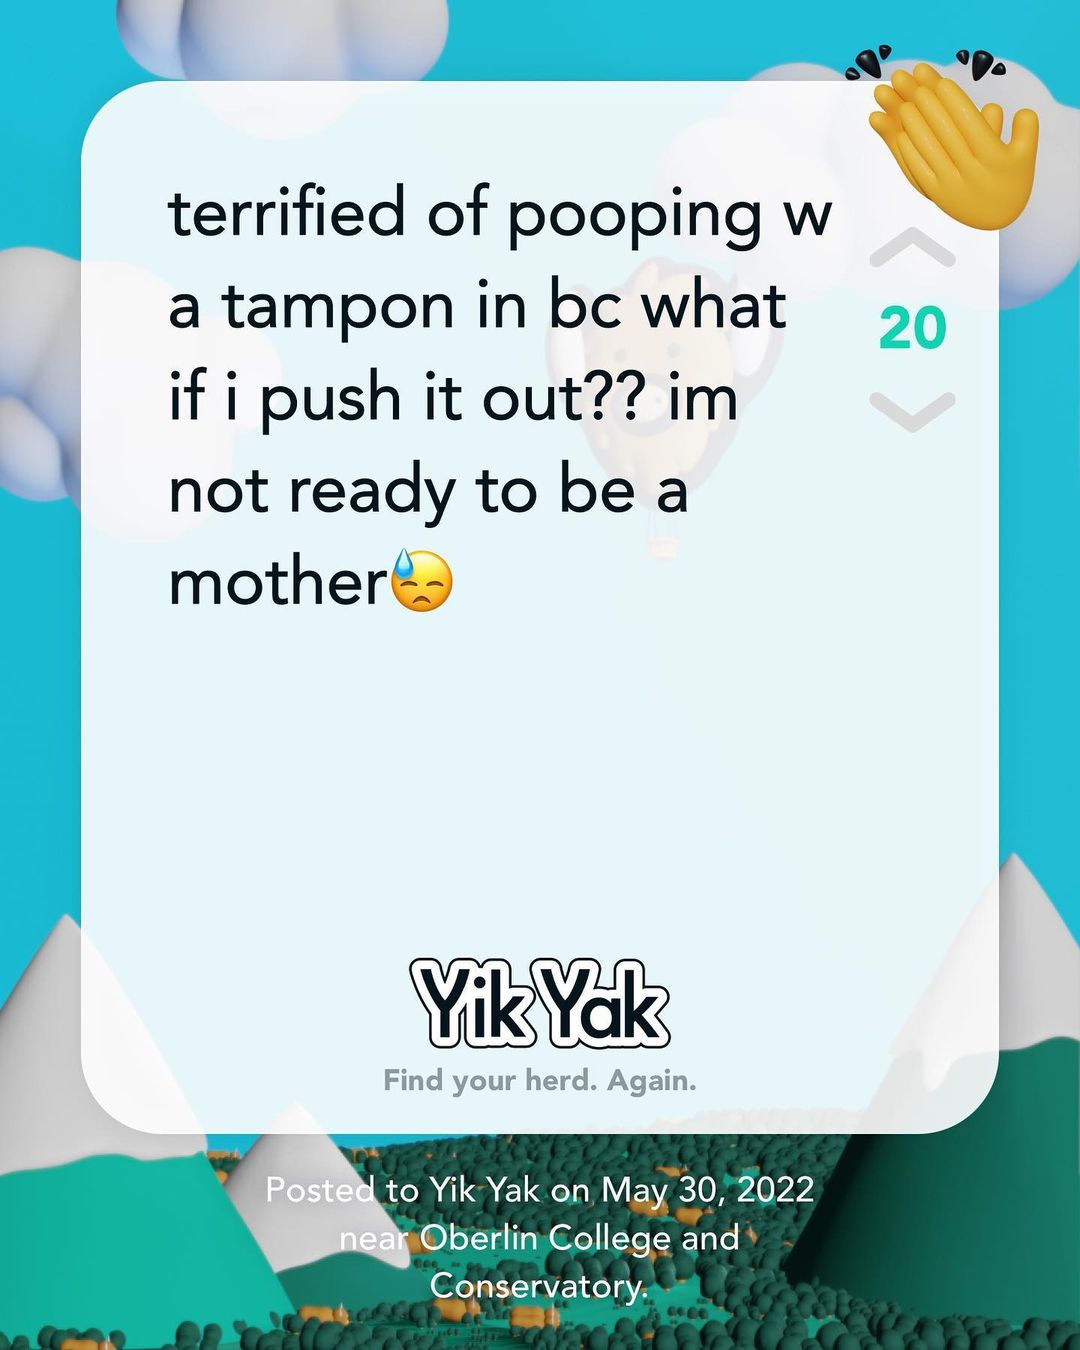 terrified of pooping w
a tampon in bc what
if i push it out?? im
not ready to be a
mother😓
20
Yik Yak
Find your herd. Again.
Posted to Yik Yak on May 30, 2022
near Oberlin College and
Conservatory.